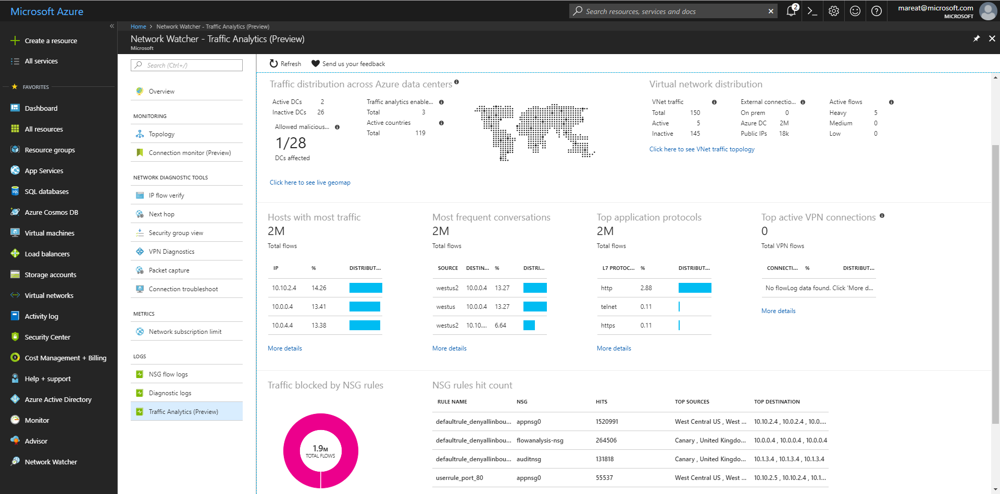 Microsoft Azure
Search resources, services and docs
2
mareat@microsoft.com
MICROSOFT
Create a resource
All services
FAVORITES
Dashboard
All resources
Resource groups
App Services
SQL databases
Azure Cosmos DB
Virtual machines
Load balancers
Storage accounts
Virtual networks
Activity log
Security Center
Cost Management + Billing
Help + support
Azure Active Directory
Monitor
Advisor
Network Watcher
Home > Network Watcher - Traffic Analytics (Preview)
Network Watcher - Traffic Analytics (Preview)
Microsoft
Search (Ctrl+/)
Overview
MONITORING
Topology
Connection monitor (Preview)
NETWORK DIAGNOSTIC TOOLS
IP flow verify
Next hop
Security group view
VPN Diagnostics
Packet capture
Connection troubleshoot
METRICS
Network subscription limit
LOGS
NSG flow logs
Diagnostic logs
Traffic Analytics (Preview)
Refresh Send us your feedback
Traffic distribution across Azure data centers
Active DCs 2
Inactive DCs 26
Allowed malicious...
1/28
DCs affected
Traffic analytics enable...
Total 3
Active countries
Total 119
Click here to see live geomap
Virtual network distribution
VNet traffic
Total 150
Active 5
Inactive 145
External connectio...
On prem 0
Azure DC 2M
Public IPs 18k
Active flows
Heavy 5
Medium 0
Low 0
Click here to see VNet traffic topology
Hosts with most traffic
2M
Total flows
IP % DISTRIBUT...
10.10.2.4 14.26
10.0.0.4 13.41
10.0.4.4 13.38
More details
Most frequent conversations
2M
Total flows
SOURCE DESTIN... % DISTRI...
westus2 10.0.0.4 13.27
westus 10.0.0.4 13.27
westus2 10.10.... 6.64
More details
Top application protocols
2M
Total flows
L7 PROTOC... % DISTRIBUT...
http 2.88
telnet 0.11
https 0.11
More details
Top active VPN connections
0
Total VPN flows
CONNECTI... % DISTRIBUT...
No flowLog data found. Click 'More d...
More details
Traffic blocked by NSG rules
1.9M
TOTAL FLOWS
NSG rules hit count
RULE NAME NSG HITS TOP SOURCES TOP DESTINATION
defaultrule_denyallinbou... appnsg0 1520991 West Central US , West ... 10.10.2.4 , 10.0.2.4 , 10.0....
defaultrule_denyallinbou... flowanalysis-nsg 264506 Canary , United Kingdo... 10.0.0.4 , 10.0.0.4 , 10.0.0.4
defaultrule_denyallinbou... auditnsg 131818 Canary , United Kingdo... 10.1.3.4 , 10.1.3.4 , 10.1.3.4
userrule_port_80 appnsg0 55537 West Central US , West ... 10.10.2.5 , 10.10.2.4 , 10.1...